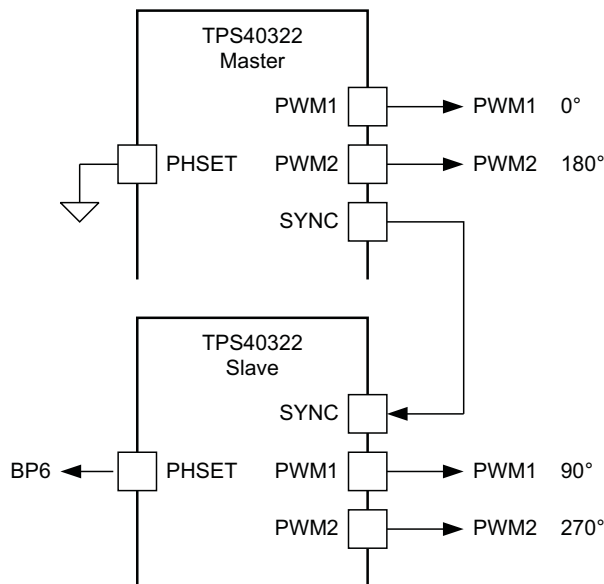 TPS40322
Master
PWM1 PWM1 0°
PHSET PWM2 PWM2 180°
SYNC
TPS40322
Slave
SYNC
BP6 PHSET PWM1 PWM1 90°
PWM2 PWM2 270°